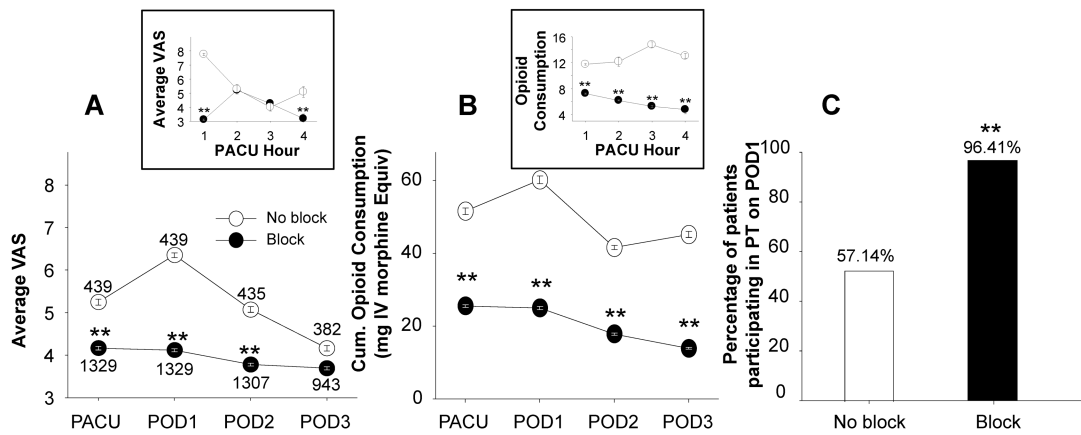 A
Average VAS
8
7
6
5
4
3
** **
1 2 3 4
PACU Hour
Average VAS
8
7
6
5
4
3
No block
Block
439
439
435
382
** ** **
1329
1329
1307
943
PACU POD1 POD2 POD3
B
Opioid
Consumption
16
12
8
4
** ** ** **
1 2 3 4
PACU Hour
Cum. Opioid Consumption
(mg IV morphine Equiv)
60
40
20
0
** ** ** **
PACU POD1 POD2 POD3
C
Percentage of patients
participating in PT on POD1
100
80
60
40
20
0
57.14%
**
96.41%
No block Block